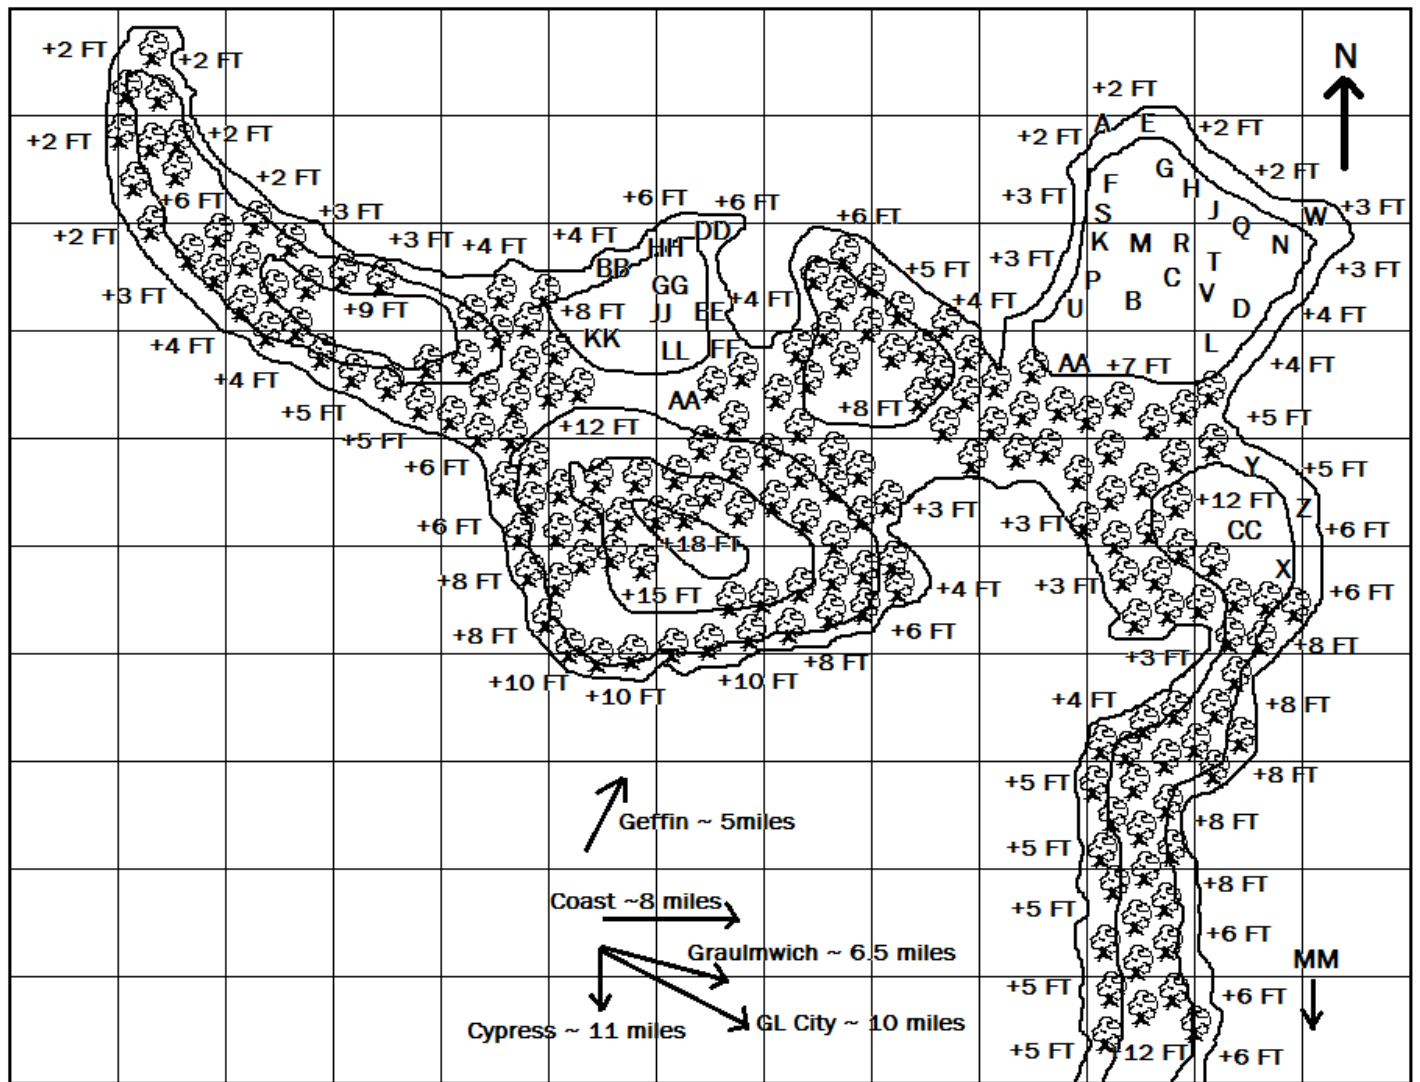 N
+2 FT
+2 FT
+2 FT
+2 FT
A
E
+2 FT
+2 FT
+2 FT
+2 FT
+2 FT
G
+2 FT
F
H
+6 FT
+3 FT
+6 FT
+6 FT
+3 FT
S
J
W
+3 FT
+2 FT
+3 FT
+4 FT
+4 FT
+6 FT
DD
Q
HH
K
M
R
N
BB
+5 FT
+3 FT
T
+3 FT
+3 FT
GG
P
C
V
+9 FT
+8 FT
JJ
EE
+4 FT
+4 FT
U
B
D
+4 FT
KK
+4 FT
LL
FF
L
AA
+7 FT
+4 FT
+4 FT
AA
+8 FT
+5 FT
+12 FT
+5 FT
+5 FT
+6 FT
Y
+5 FT
+12 FT
+3 FT
Z
+6 FT
+3 FT
CC
+6 FT
+18 FT
X
+8 FT
+15 FT
+4 FT
+3 FT
+6 FT
+8 FT
+6 FT
+8 FT
+8 FT
+3 FT
+10 FT
+10 FT
+10 FT
+4 FT
+8 FT
+5 FT
+8 FT
Geffin ~ 5miles
+8 FT
+5 FT
+8 FT
Coast ~8 miles
+5 FT
+6 FT
Graulmwich ~ 6.5 miles
MM
+5 FT
+6 FT
Cypress ~ 11 miles
GL City ~ 10 miles
+5 FT
+12 FT
+6 FT